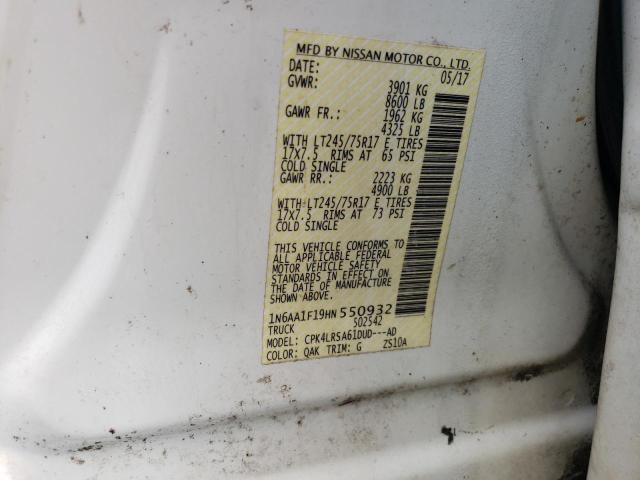 MFD BY NISSAN MOTOR CO., LTD.
DATE: 05/17
GVWR: 3901 KG
8600 LB
GAWR FR.: 1962 KG
4325 LB
WITH LT245/75R17 E TIRES
17X7.5 RIMS AT 65 PSI
COLD SINGLE
GAWR RR.: 2223 KG
4900 LB
WITH LT245/75R17 E TIRES
17X7.5 RIMS AT 73 PSI
COLD SINGLE
THIS VEHICLE CONFORMS TO
ALL APPLICABLE FEDERAL
MOTOR VEHICLE SAFETY
STANDARDS IN EFFECT ON
THE DATE OF MANUFACTURE
SHOWN ABOVE.
1N6AA1F19HN550932
TRUCK 502542
MODEL: CPK4LRSA61DUD---AD
COLOR: QAK TRIM: G ZS10A